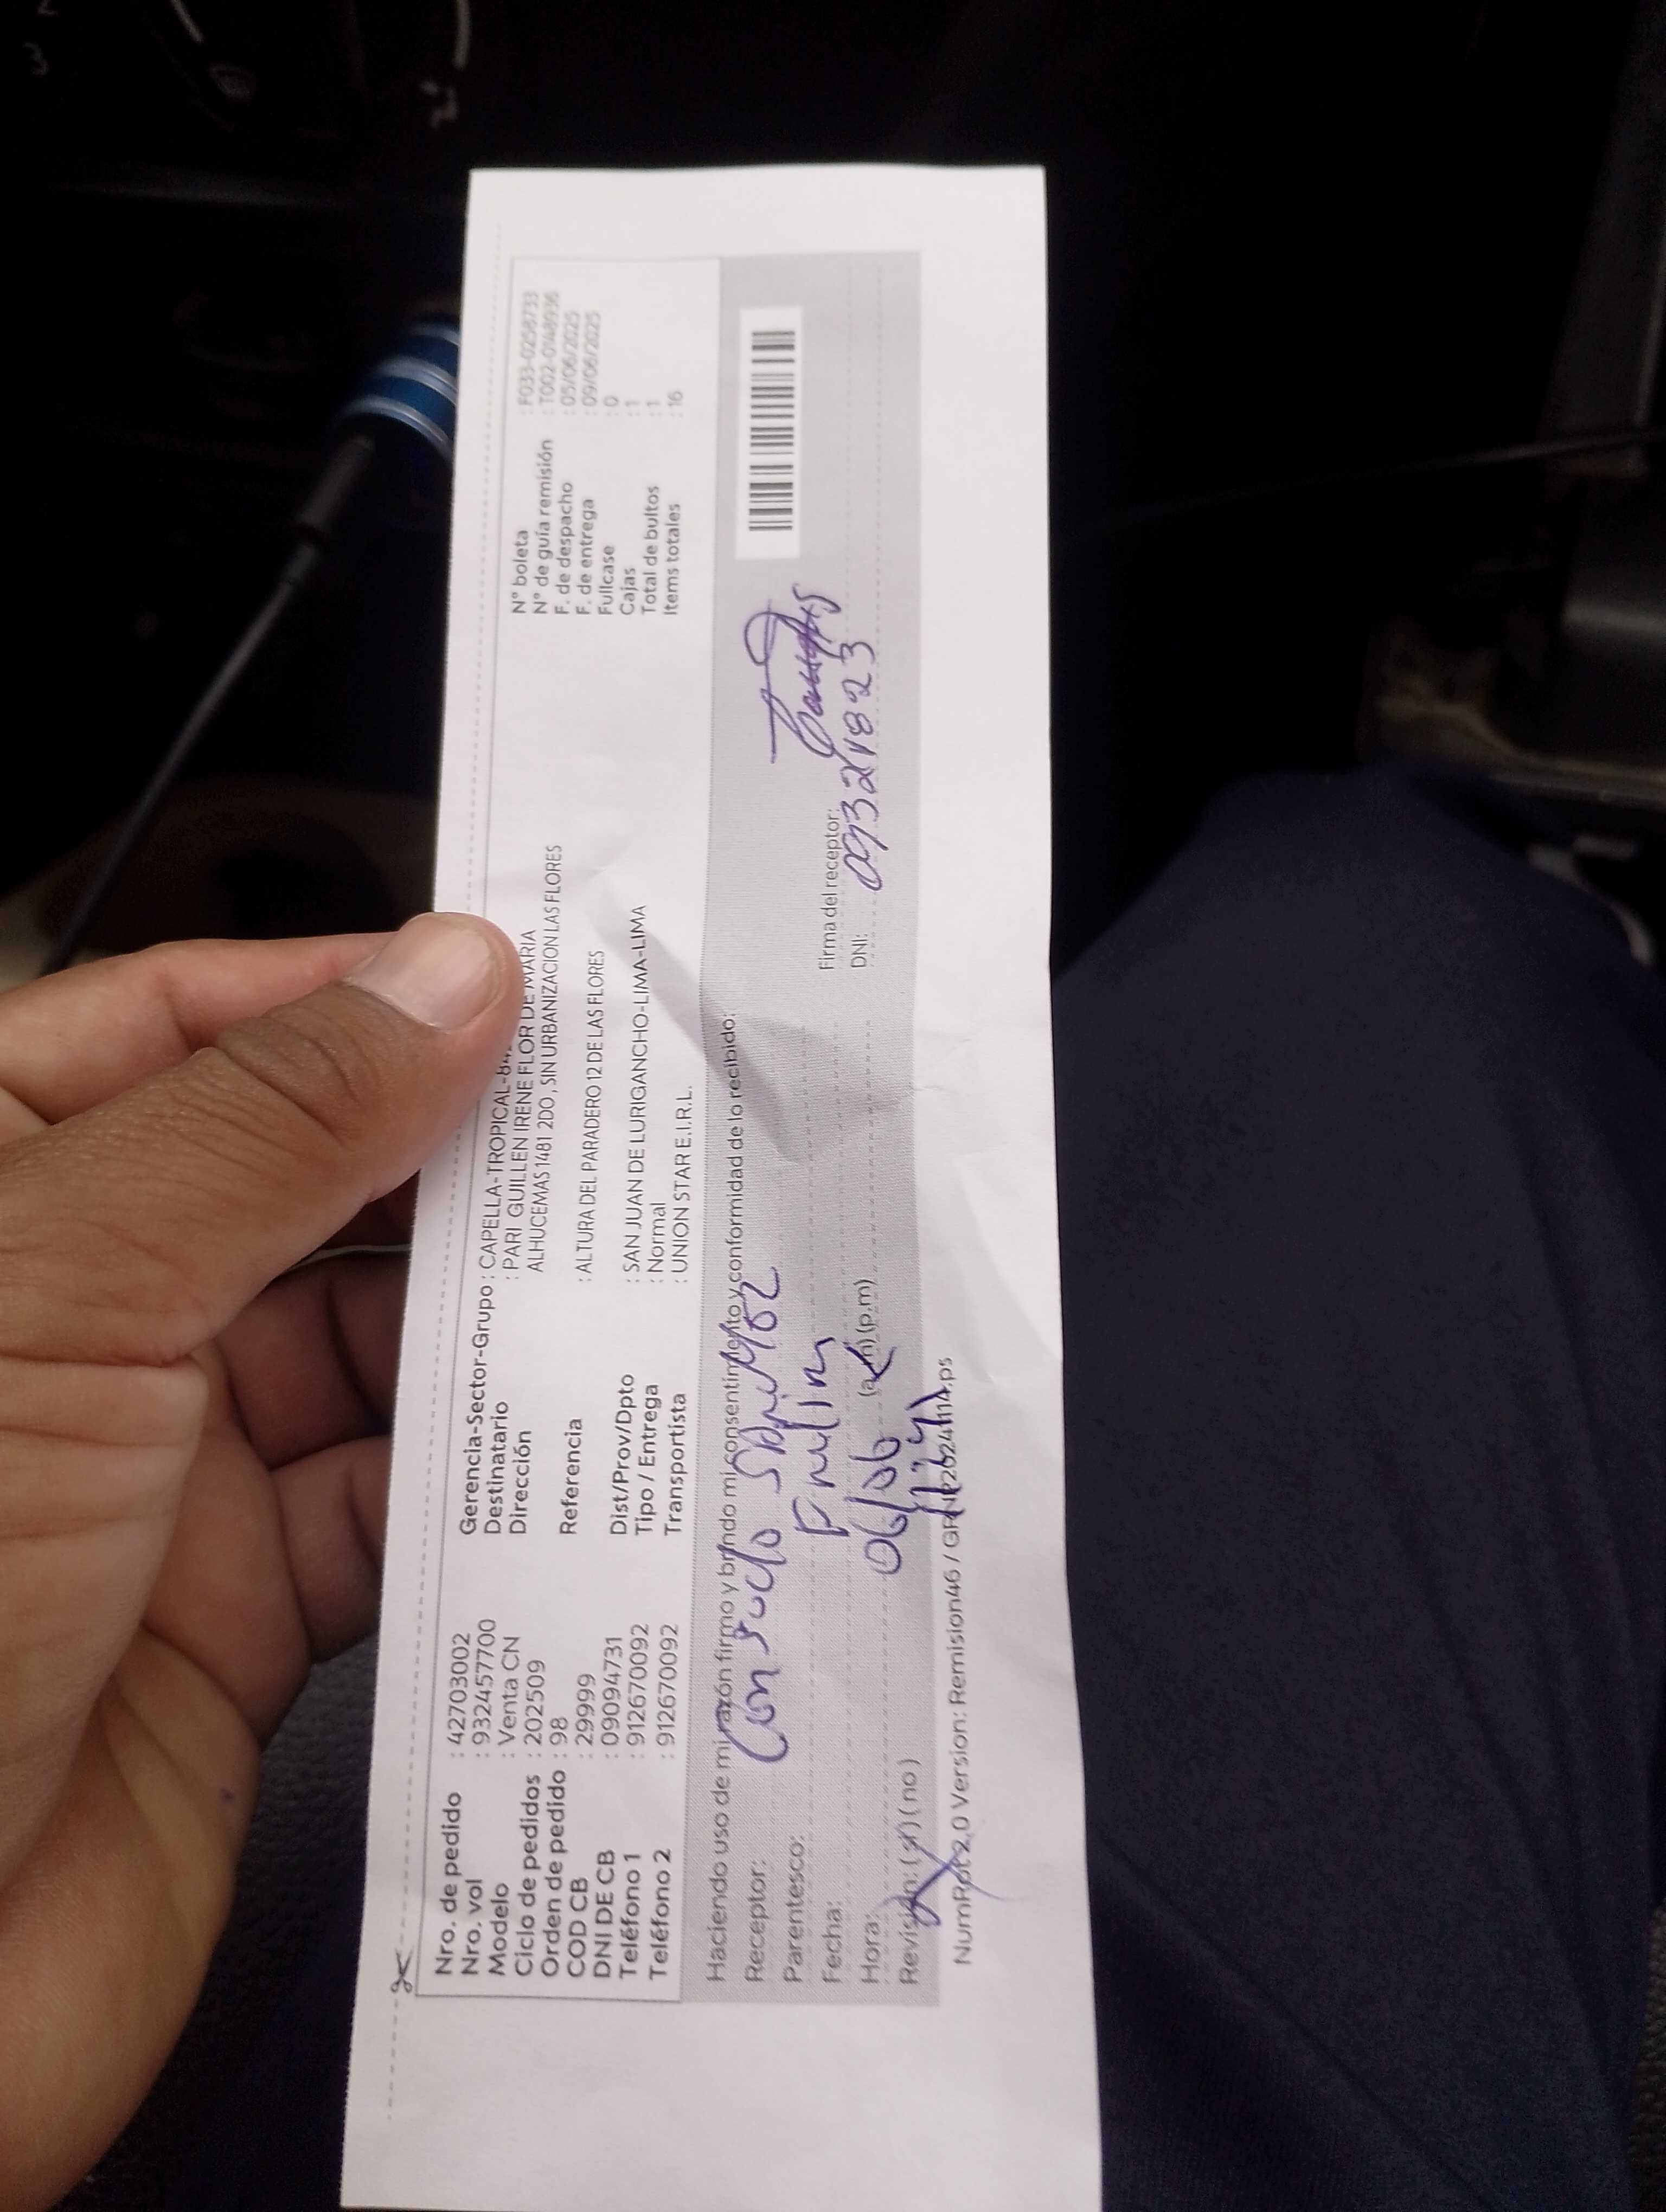 Nro. de pedido : 42703002
Nro. vol : 932457700
Modelo : Venta CN
Ciclo de pedidos : 202509
Orden de pedido : 98
COD CB : 29999
DNI DE CB : 09094731
Teléfono 1 : 912670092
Teléfono 2 : 912670092
Gerencia-Sector-Grupo : CAPELLA-TROPICAL-
Destinatario : PARI GUILLEN IRENE FLOR DE MARIA
Dirección ALHUCEMAS 1481 2DO, SIN URBANIZACION LAS FLORES
Referencia : ALTURA DEL PARADERO 12 DE LAS FLORES
Dist/Prov/Dpto : SAN JUAN DE LURIGANCHO-LIMA-LIMA
Tipo / Entrega : Normal
Transportista : UNION STAR E.I.R.L.
N° boleta : F033-0258733
N° de guía remisión : T002-0148936
F. de despacho : 05/06/2025
F. de entrega : 09/06/2025
Fullcase : 0
Cajas : 1
Total de bultos : 1
Items totales : 16
Haciendo uso de mi razón firmo y brindo mi consentimiento y conformidad de lo recibido:
Receptor: Consuelo
Parentesco:
Fecha: 06/06
Hora: (a.m) (p.m)
Revisión: (si) (no)
Firma del receptor:
DNI:
NumRpt 2.0 Version: Remision46 /